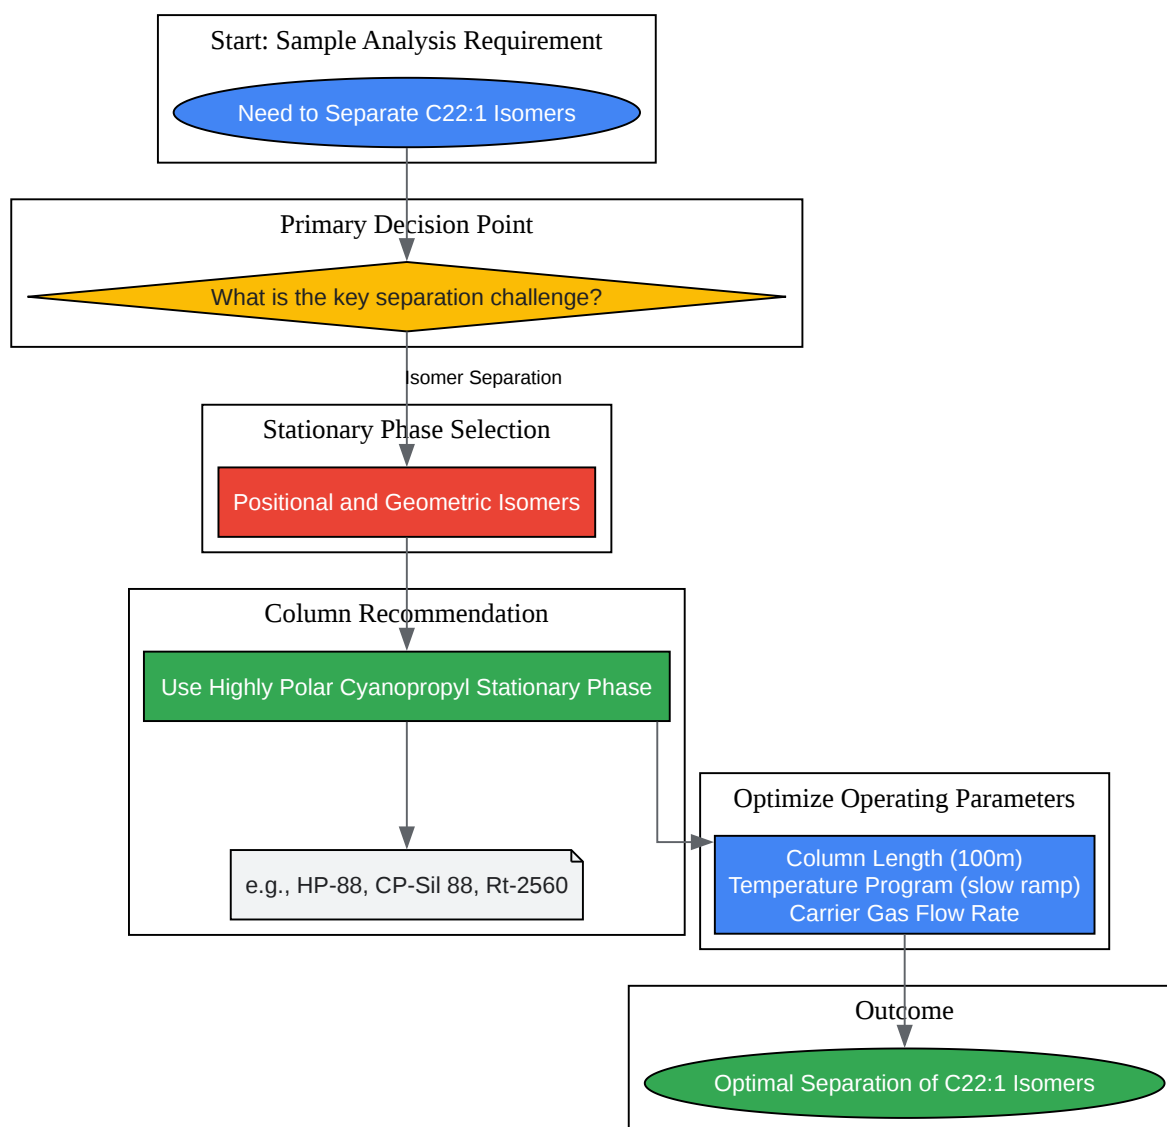 Start: Sample Analysis Requirement
Need to Separate C22:1 Isomers
Primary Decision Point
What is the key separation challenge?
Isomer Separation
Stationary Phase Selection
Positional and Geometric Isomers
Column Recommendation
Use Highly Polar Cyanopropyl Stationary Phase
e.g., HP-88, CP-Sil 88, Rt-2560
Optimize Operating Parameters
Column Length (100m)
Temperature Program (slow ramp)
Carrier Gas Flow Rate
Outcome
Optimal Separation of C22:1 Isomers